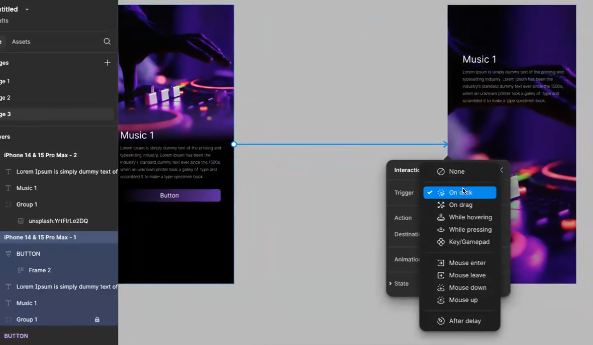 ntitled
afts
Assets
ges
ge 1
ge 2
ge 3
ers
iPhone 14 & 15 Pro Max - 2
Lorem Ipsum is simply dummy text of
Music 1
Group 1
unsplash:YrtFlrLo2DQ
iPhone 14 & 15 Pro Max - 1
BUTTON
Frame 2
Lorem Ipsum is simply dummy text of
Music 1
Group 1
BUTTON
Music 1
Lorem Ipsum is simply dummy text of the printing and
typesetting industry. Lorem Ipsum has been the
industry's standard dummy text ever since the 1500s,
when an unknown printer took a galley of type and
scrambled it to make a type specimen book.
Button
Music 1
Lorem Ipsum is simply dummy text of the printing and
typesetting industry. Lorem Ipsum has been the
industry's standard dummy text ever since the 1500s,
when an unknown printer took a galley of type and
scrambled it to make a type specimen book.
Interactio
Trigger
Action
Destinati
Animation
State
None
On click
On drag
While hovering
While pressing
Key/Gamepad
Mouse enter
Mouse leave
Mouse down
Mouse up
After delay